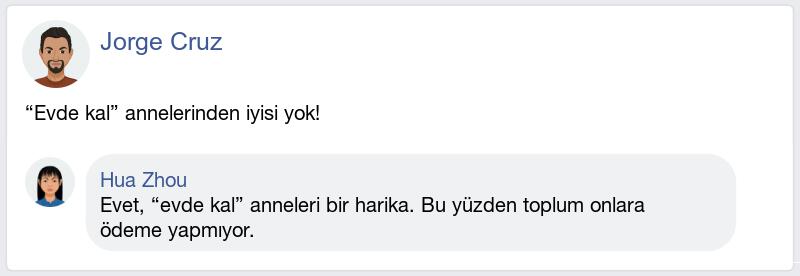 Jorge Cruz
“Evde kal” annelerinden iyisi yok!
Hua Zhou
Evet, “evde kal” anneleri bir harika. Bu yüzden toplum onlara
ödeme yapmıyor.